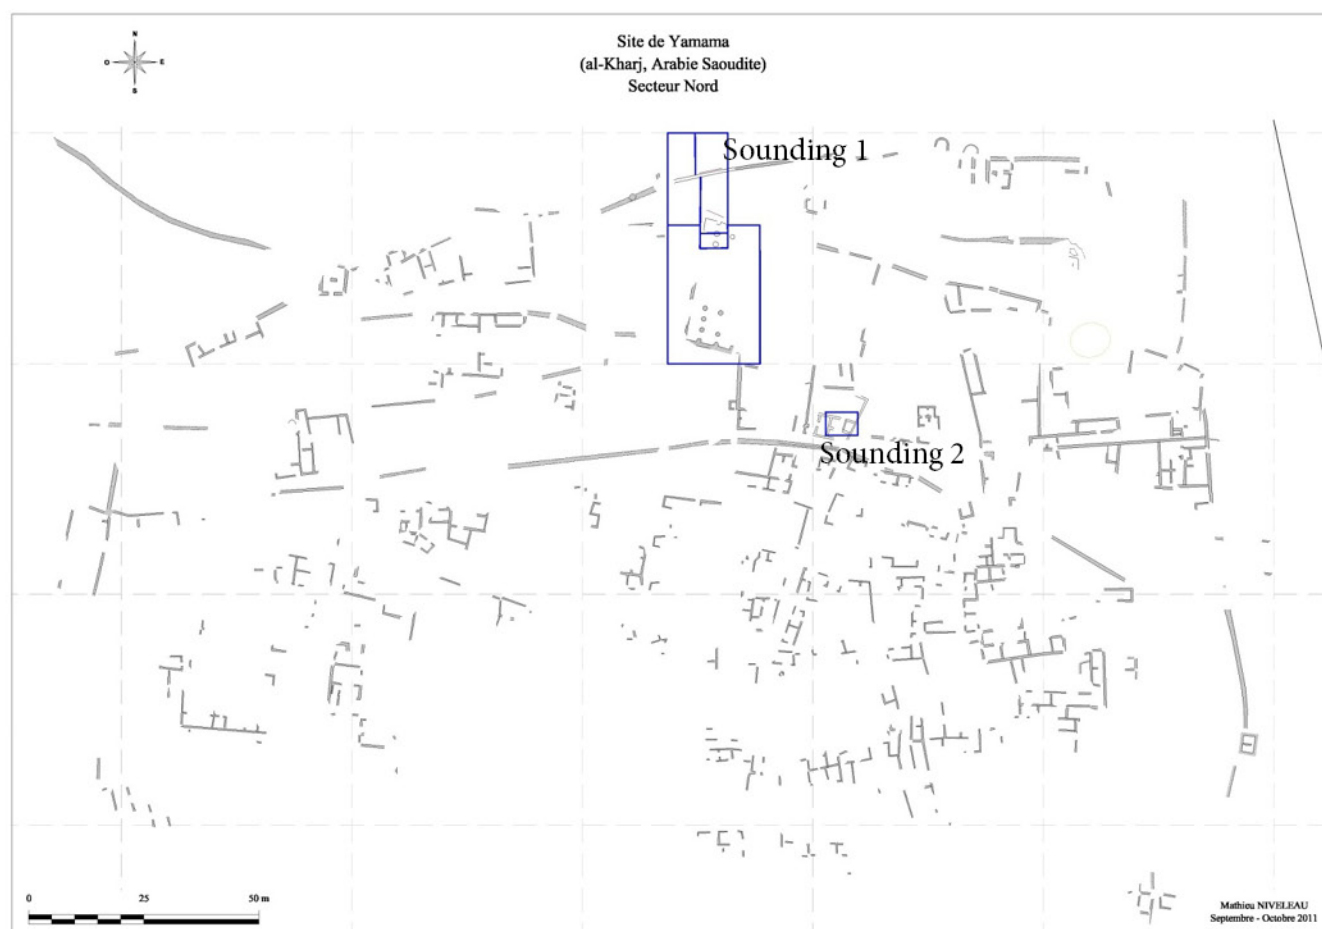 N
O E
S
Site de Yamama
(al-Kharj, Arabie Saoudite)
Secteur Nord
Sounding 1
Sounding 2
0 25 50 m
Mathieu NIVELEAU
Septembre - Octobre 2011